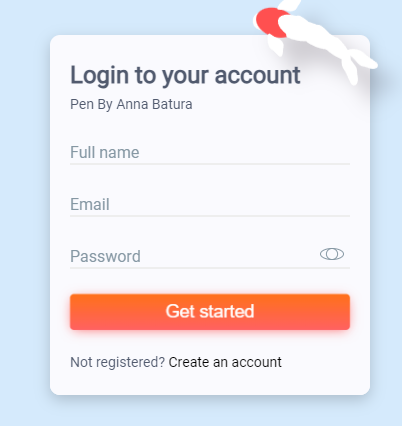 Login to your account
Pen By Anna Batura
Full name
Email
Password
Get started
Not registered? Create an account